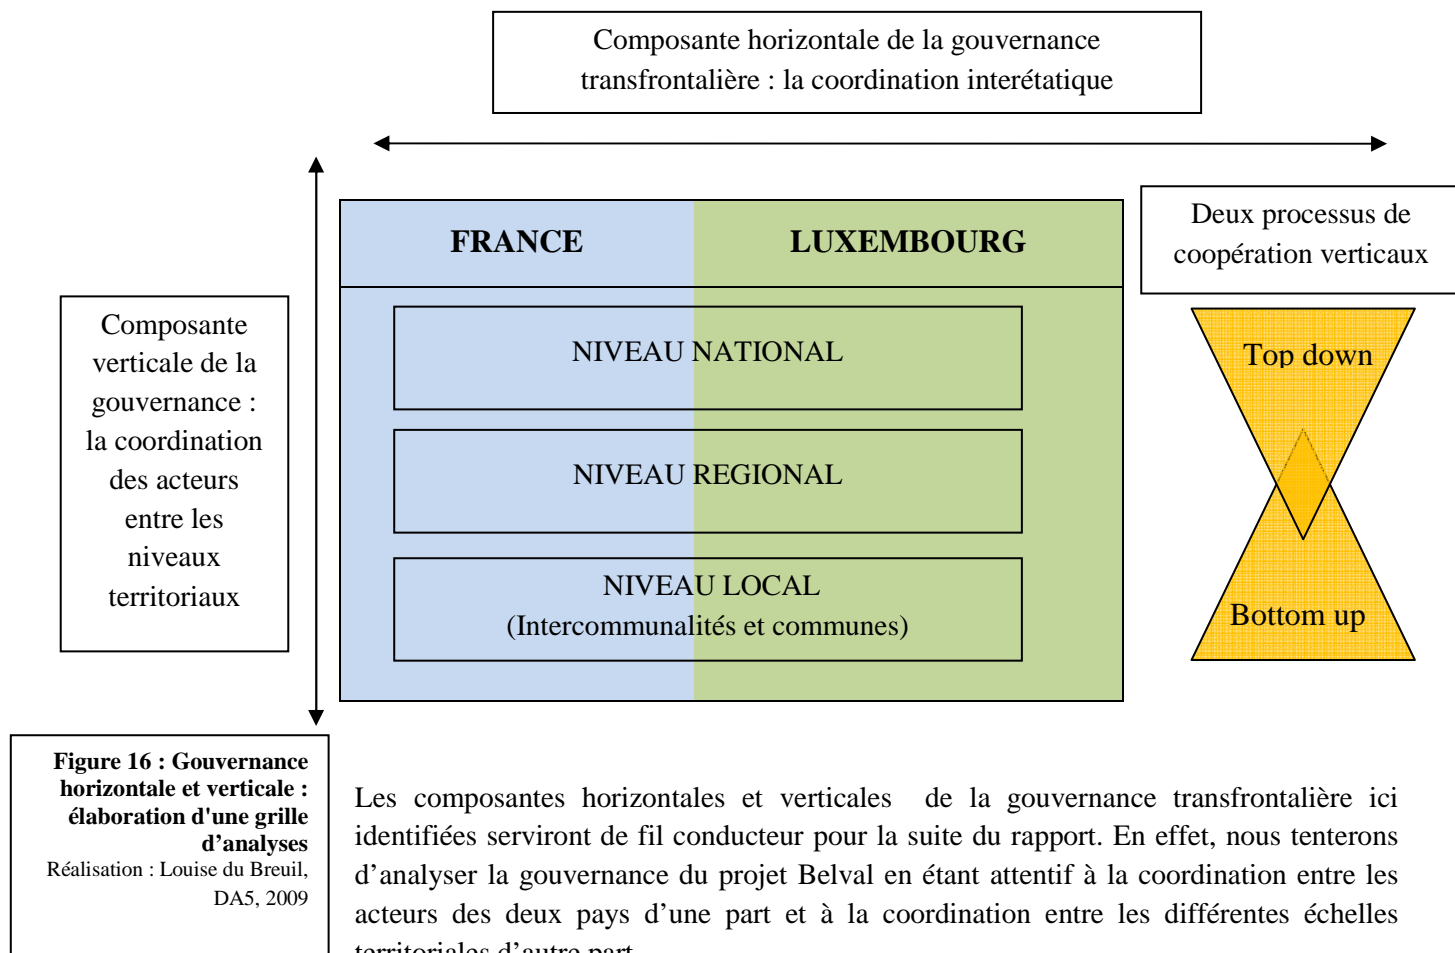 Composante horizontale de la gouvernance
transfrontalière : la coordination interétatique
Deux processus de
coopération verticaux
FRANCE
LUXEMBOURG
Composante
verticale de la
gouvernance :
la coordination
des acteurs
entre les
niveaux
territoriaux
NIVEAU NATIONAL
NIVEAU REGIONAL
NIVEAU LOCAL
(Intercommunalités et communes)
Top down
Bottom up
Figure 16 : Gouvernance
horizontale et verticale :
élaboration d'une grille
d’analyses
Réalisation : Louise du Breuil,
DA5, 2009
Les composantes horizontales et verticales de la gouvernance transfrontalière ici
identifiées serviront de fil conducteur pour la suite du rapport. En effet, nous tenterons
d’analyser la gouvernance du projet Belval en étant attentif à la coordination entre les
acteurs des deux pays d’une part et à la coordination entre les différentes échelles
territoriales d’autre part